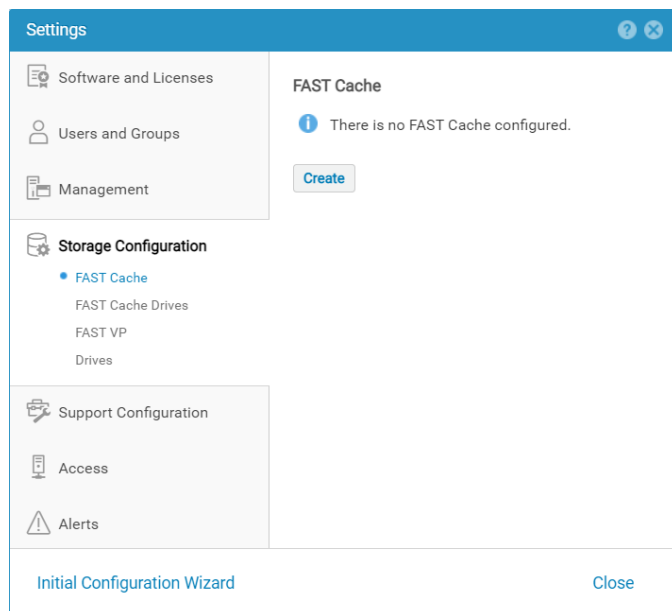 Settings
Software and Licenses
Users and Groups
Management
Storage Configuration
FAST Cache
FAST Cache Drives
FAST VP
Drives
Support Configuration
Access
Alerts
FAST Cache
There is no FAST Cache configured.
Create
Initial Configuration Wizard
Close